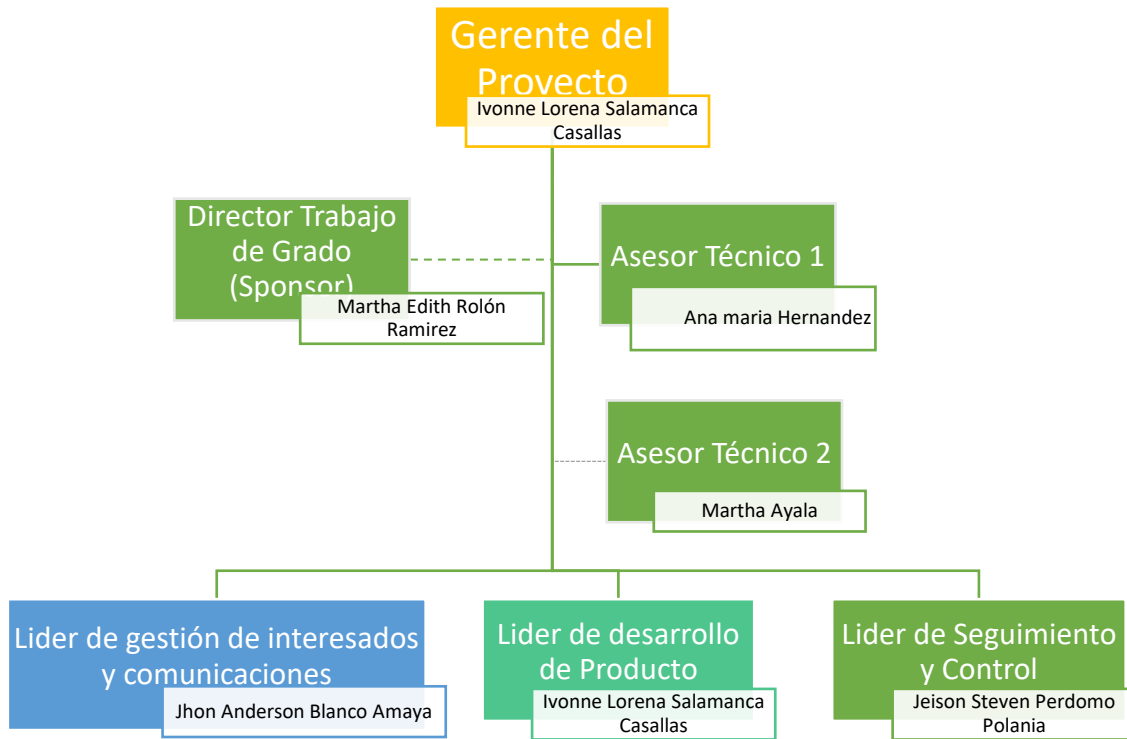 Gerente del
Proyecto
Ivonne Lorena Salamanca
Casallas
Director Trabajo
de Grado
(Sponsor)
Martha Edith Rolón
Ramirez
Asesor Técnico 1
Ana maria Hernandez
Asesor Técnico 2
Martha Ayala
Lider de gestión de interesados
y comunicaciones
Jhon Anderson Blanco Amaya
Lider de desarrollo
de Producto
Ivonne Lorena Salamanca
Casallas
Lider de Seguimiento
y Control
Jeison Steven Perdomo
Polania